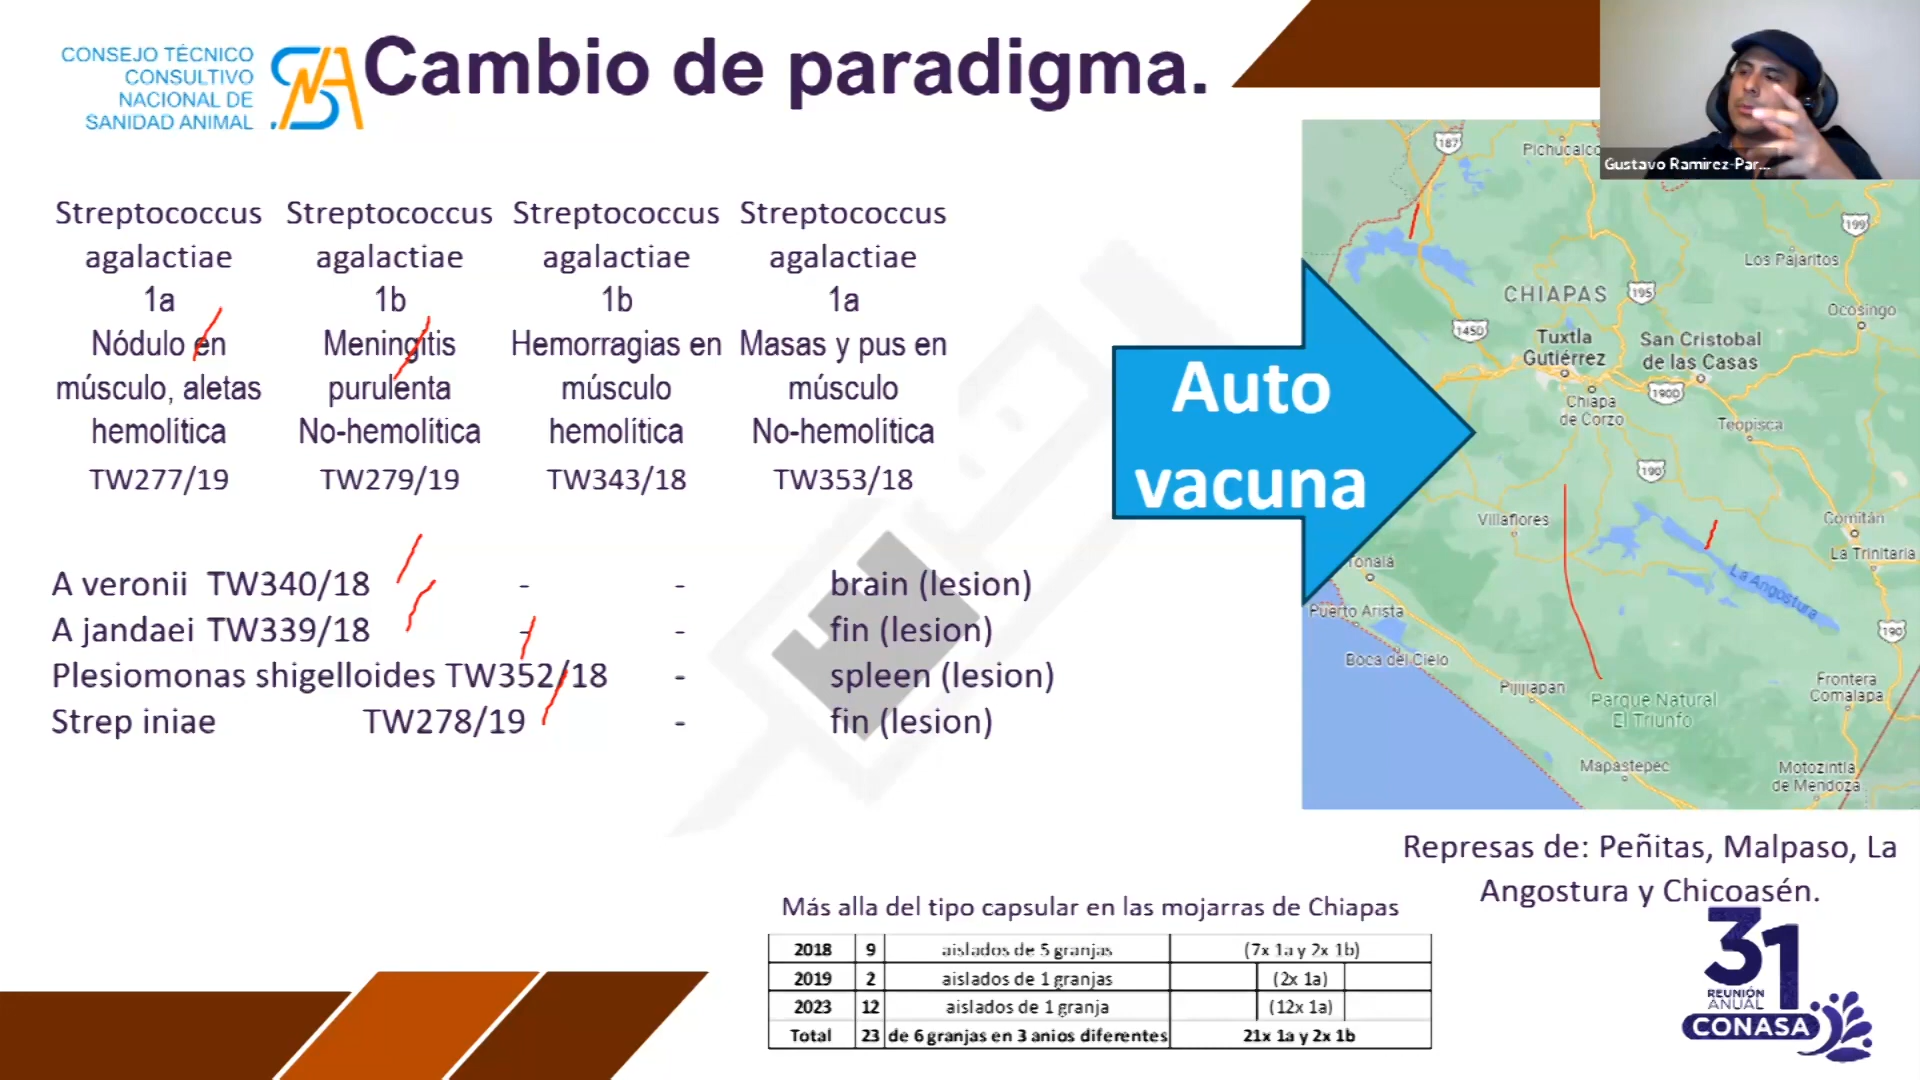 CONSEJO TÉCNICO
CONSULTIVO
NACIONAL DE
SANIDAD ANIMAL
Cambio de paradigma.
Gustavo Ramirez-Par...
Streptococcus agalactiae 1a
Nódulo en músculo, aletas
hemolítica
TW277/19
Streptococcus agalactiae 1b
Meningitis purulenta
No-hemolítica
TW279/19
Streptococcus agalactiae 1b
Hemorragias en músculo
hemolítica
TW343/18
Streptococcus agalactiae 1a
Masas y pus en músculo
No-hemolítica
TW353/18
A veronii TW340/18 - - brain (lesion)
A jandaei TW339/18 - - fin (lesion)
Plesiomonas shigelloides TW352/18 - spleen (lesion)
Strep iniae TW278/19 - fin (lesion)
Auto
vacuna
187
Pichucalco
199
Los Pajaritos
CHIAPAS
195
Ocosingo
1450
Tuxtla
Gutiérrez
San Cristobal
de las Casas
190D
Chiapa
de Corzo
Teopisca
190
Villaflores
Comitán
La Trinitaria
Tonalá
La Angostura
Puerto Arista
190
Boca del Cielo
Pijijiapan
Parque Natural
El Triunfo
Frontera
Comalapa
Mapastepec
Motozintla
de Mendoza
Represas de: Peñitas, Malpaso, La
Angostura y Chicoasén.
Más alla del tipo capsular en las mojarras de Chiapas
2018 9 aislados de 5 granjas (7x 1a y 2x 1b)
2019 2 aislados de 1 granjas (2x 1a)
2023 12 aislados de 1 granja (12x 1a)
Total 23 de 6 granjas en 3 anios diferentes 21x 1a y 2x 1b
31
REUNIÓN
ANUAL
CONASA